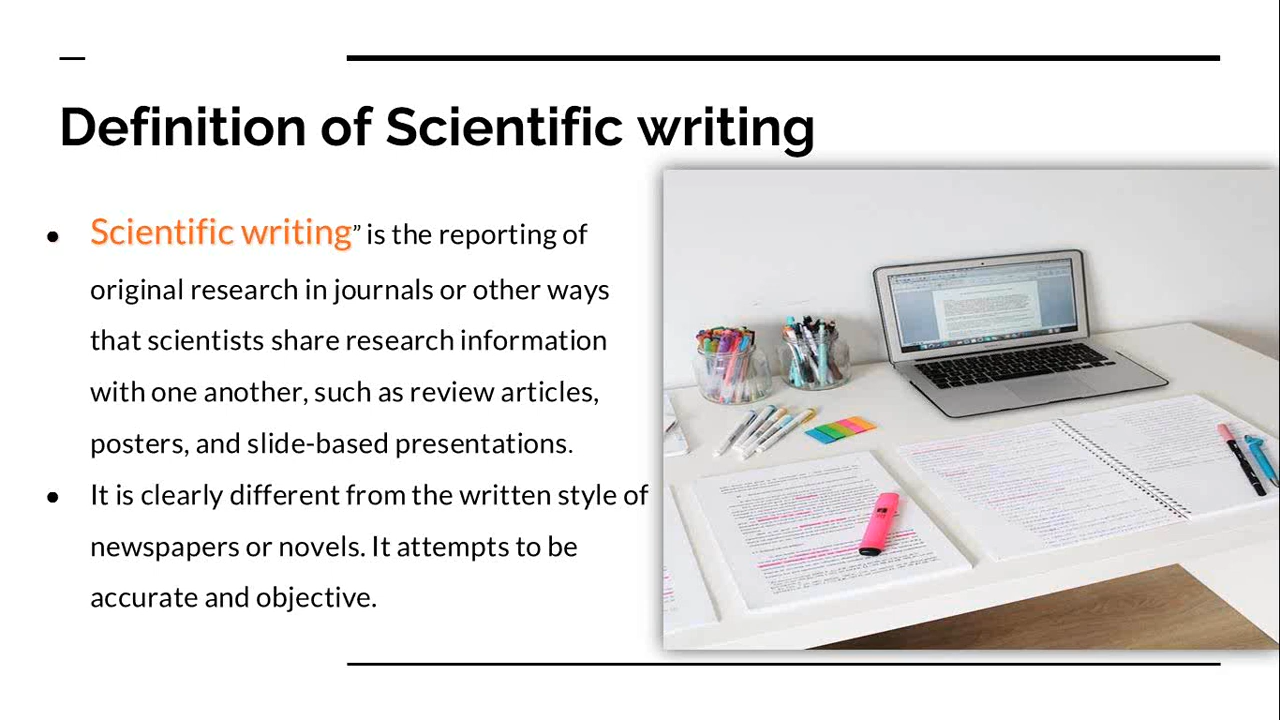 Definition of Scientific writing
● Scientific writing” is the reporting of
original research in journals or other ways
that scientists share research information
with one another, such as review articles,
posters, and slide-based presentations.
● It is clearly different from the written style of
newspapers or novels. It attempts to be
accurate and objective.